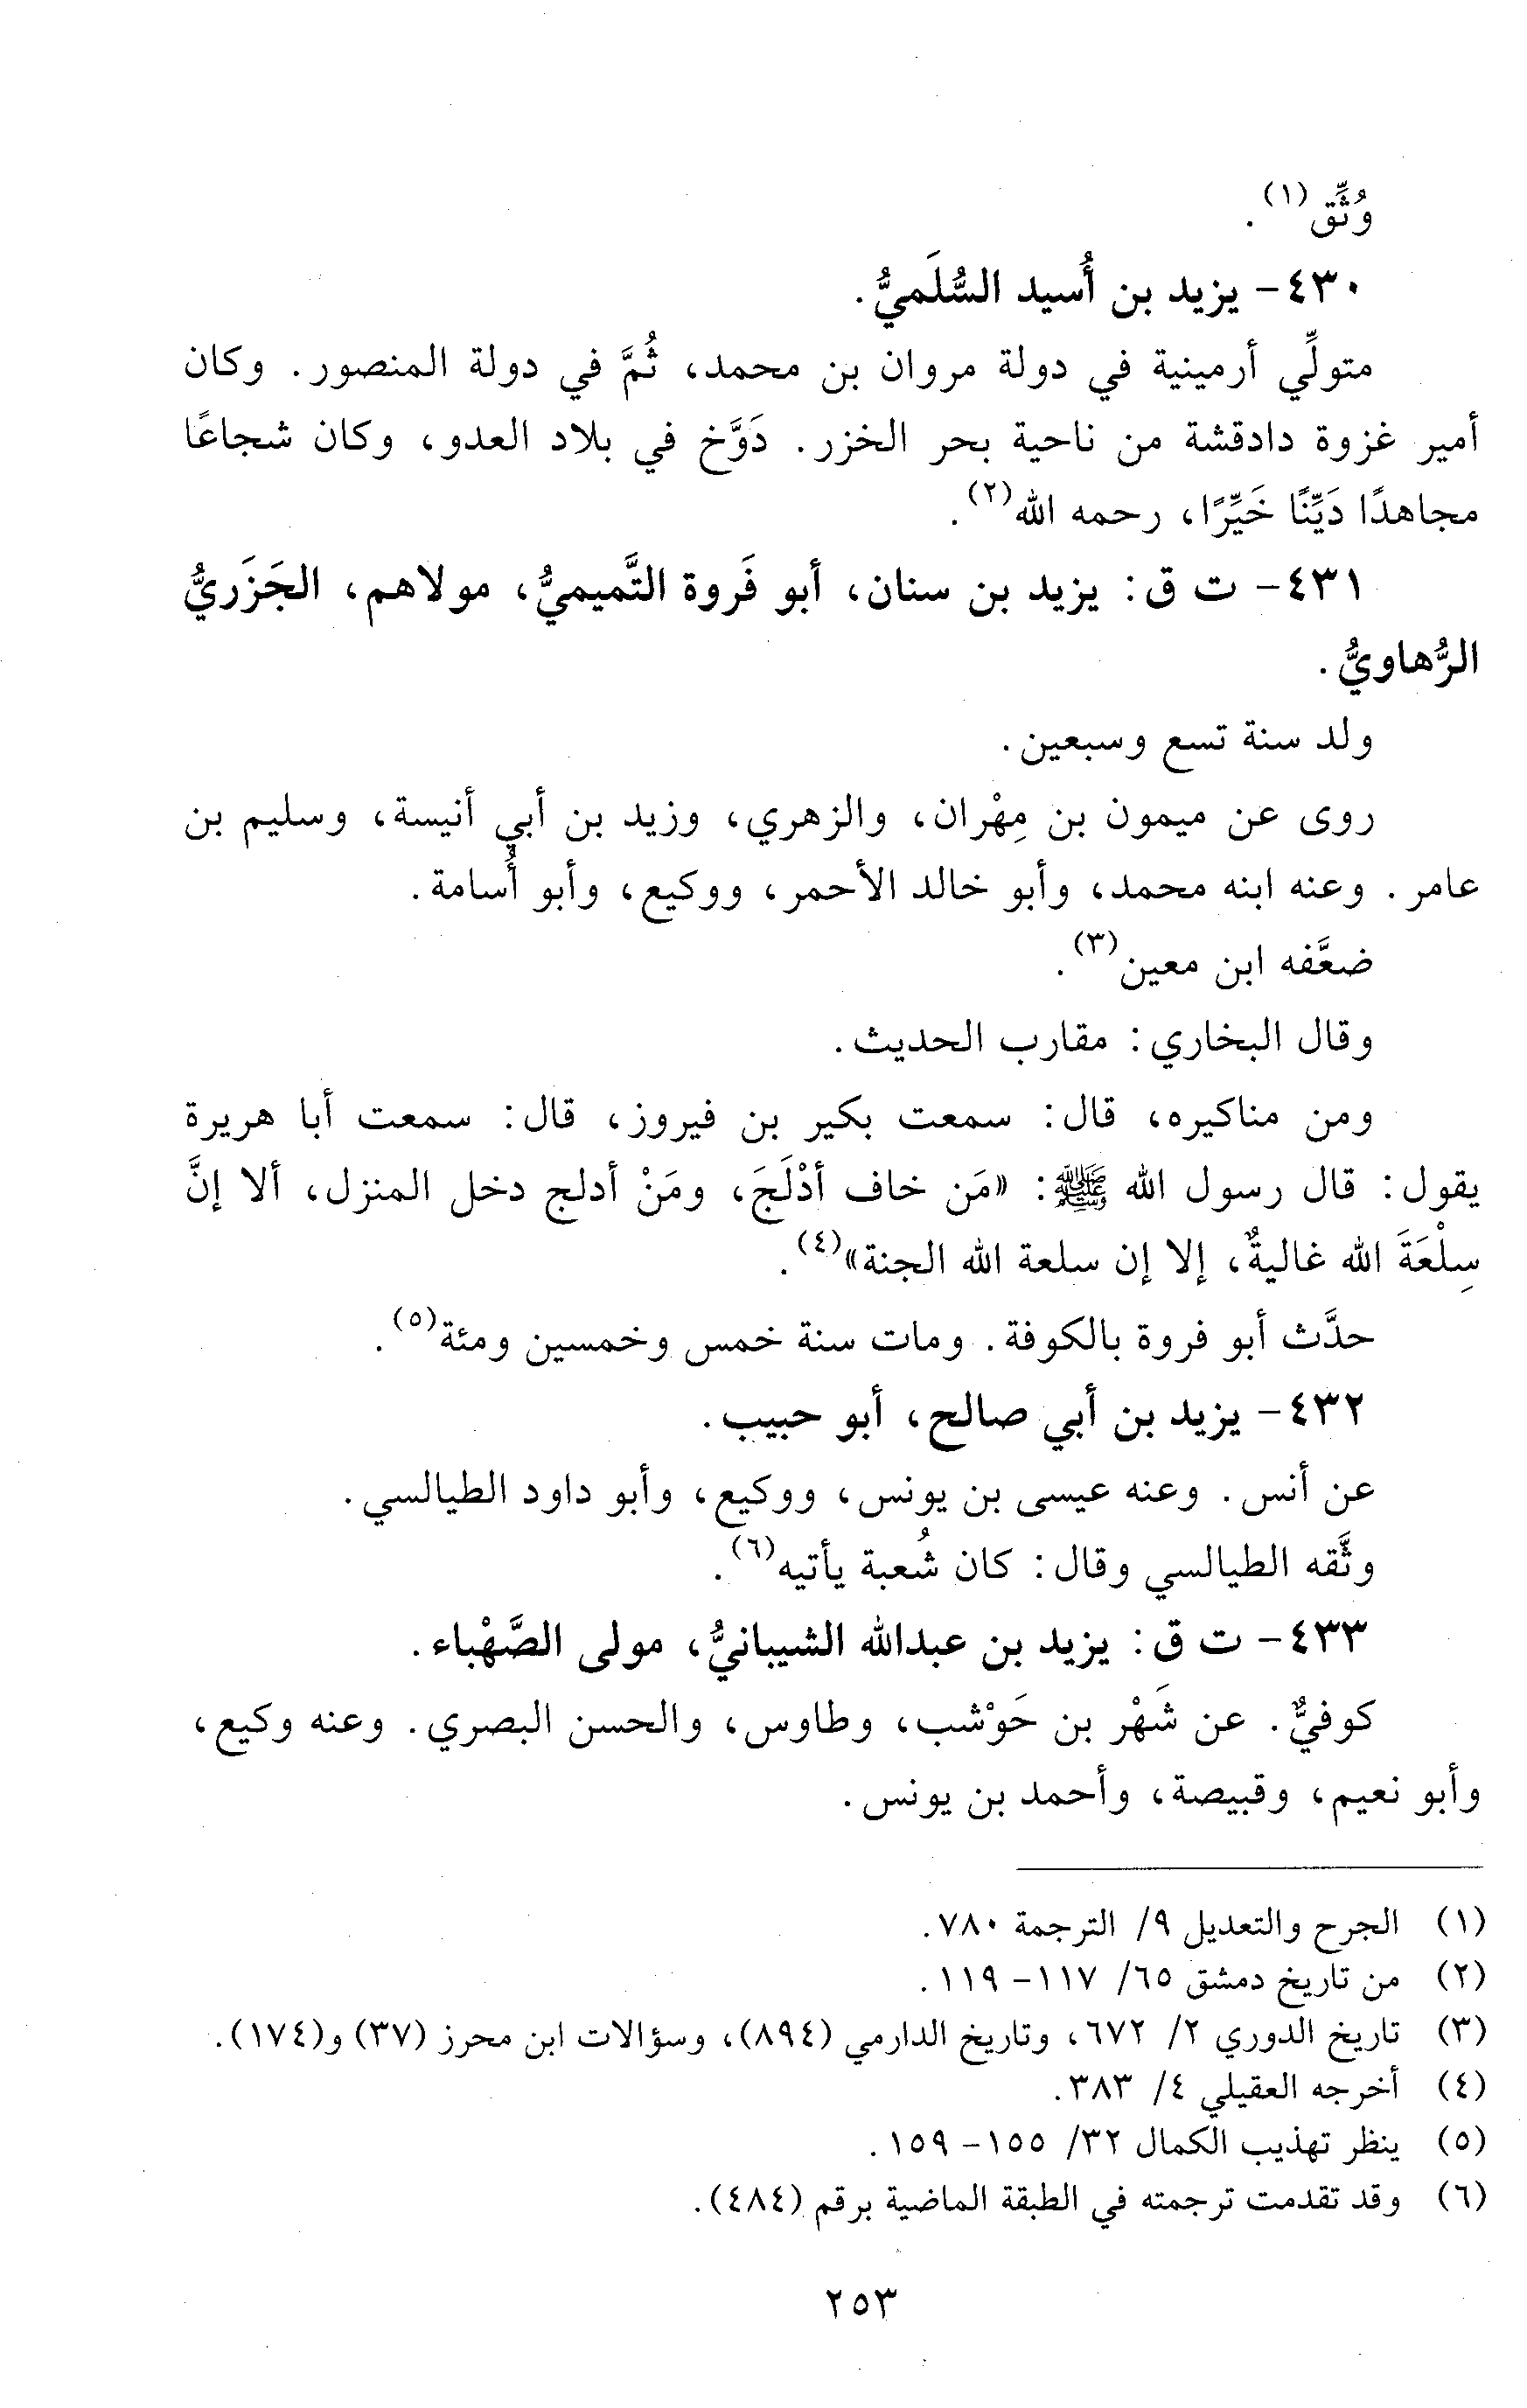 وُثِّق(١).
٤٣٠- يزيد بن أُسيد السُّلَميُّ.
متولِّي أرمينية في دولة مروان بن محمد، ثُمَّ في دولة المنصور. وكان
أمير غزوة دادقشة من ناحية بحر الخزر. دَوَّخ في بلاد العدو، وكان شجاعًا
مجاهدًا دَيِّنًا خَيِّرًا، رحمه الله(٢).
٤٣١- ت ق: يزيد بن سنان، أبو فَروة التَّميميُّ، مولاهم، الجَزَريُّ
الرُّهاويُّ.
ولد سنة تسع وسبعين.
روى عن ميمون بن مِهْران، والزهري، وزيد بن أبي أنيسة، وسليم بن
عامر. وعنه ابنه محمد، وأبو خالد الأحمر، ووكيع، وأبو أُسامة.
ضعَّفه ابن معين(٣).
وقال البخاري: مقارب الحديث.
ومن مناكيره، قال: سمعت بكير بن فيروز، قال: سمعت أبا هريرة
يقول: قال رسول الله ﷺ: «مَن خاف أدْلَجَ، ومَنْ أدلج دخل المنزل، ألا إنَّ
سِلْعَةَ الله غاليةٌ، إلا إن سلعة الله الجنة»(٤).
حدَّث أبو فروة بالكوفة. ومات سنة خمس وخمسين ومئة(٥).
٤٣٢- يزيد بن أبي صالح، أبو حبيب.
عن أنس. وعنه عيسى بن يونس، ووكيع، وأبو داود الطيالسي.
وثَّقه الطيالسي وقال: كان شُعبة يأتيه(٦).
٤٣٣- ت ق: يزيد بن عبدالله الشيبانيُّ، مولى الصَّهْباء.
كوفيٌّ. عن شَهْر بن حَوْشب، وطاوس، والحسن البصري. وعنه وكيع،
وأبو نعيم، وقبيصة، وأحمد بن يونس.
(١) الجرح والتعديل ٩/ الترجمة ٧٨٠.
(٢) من تاريخ دمشق ٦٥/ ١١٧- ١١٩.
(٣) تاريخ الدوري ٢/ ٦٧٢، وتاريخ الدارمي (٨٩٤)، وسؤالات ابن محرز (٣٧) و(١٧٤).
(٤) أخرجه العقيلي ٤/ ٣٨٣.
(٥) ينظر تهذيب الكمال ٣٢/ ١٥٥- ١٥٩.
(٦) وقد تقدمت ترجمته في الطبقة الماضية برقم (٤٨٤).
٢٥٣